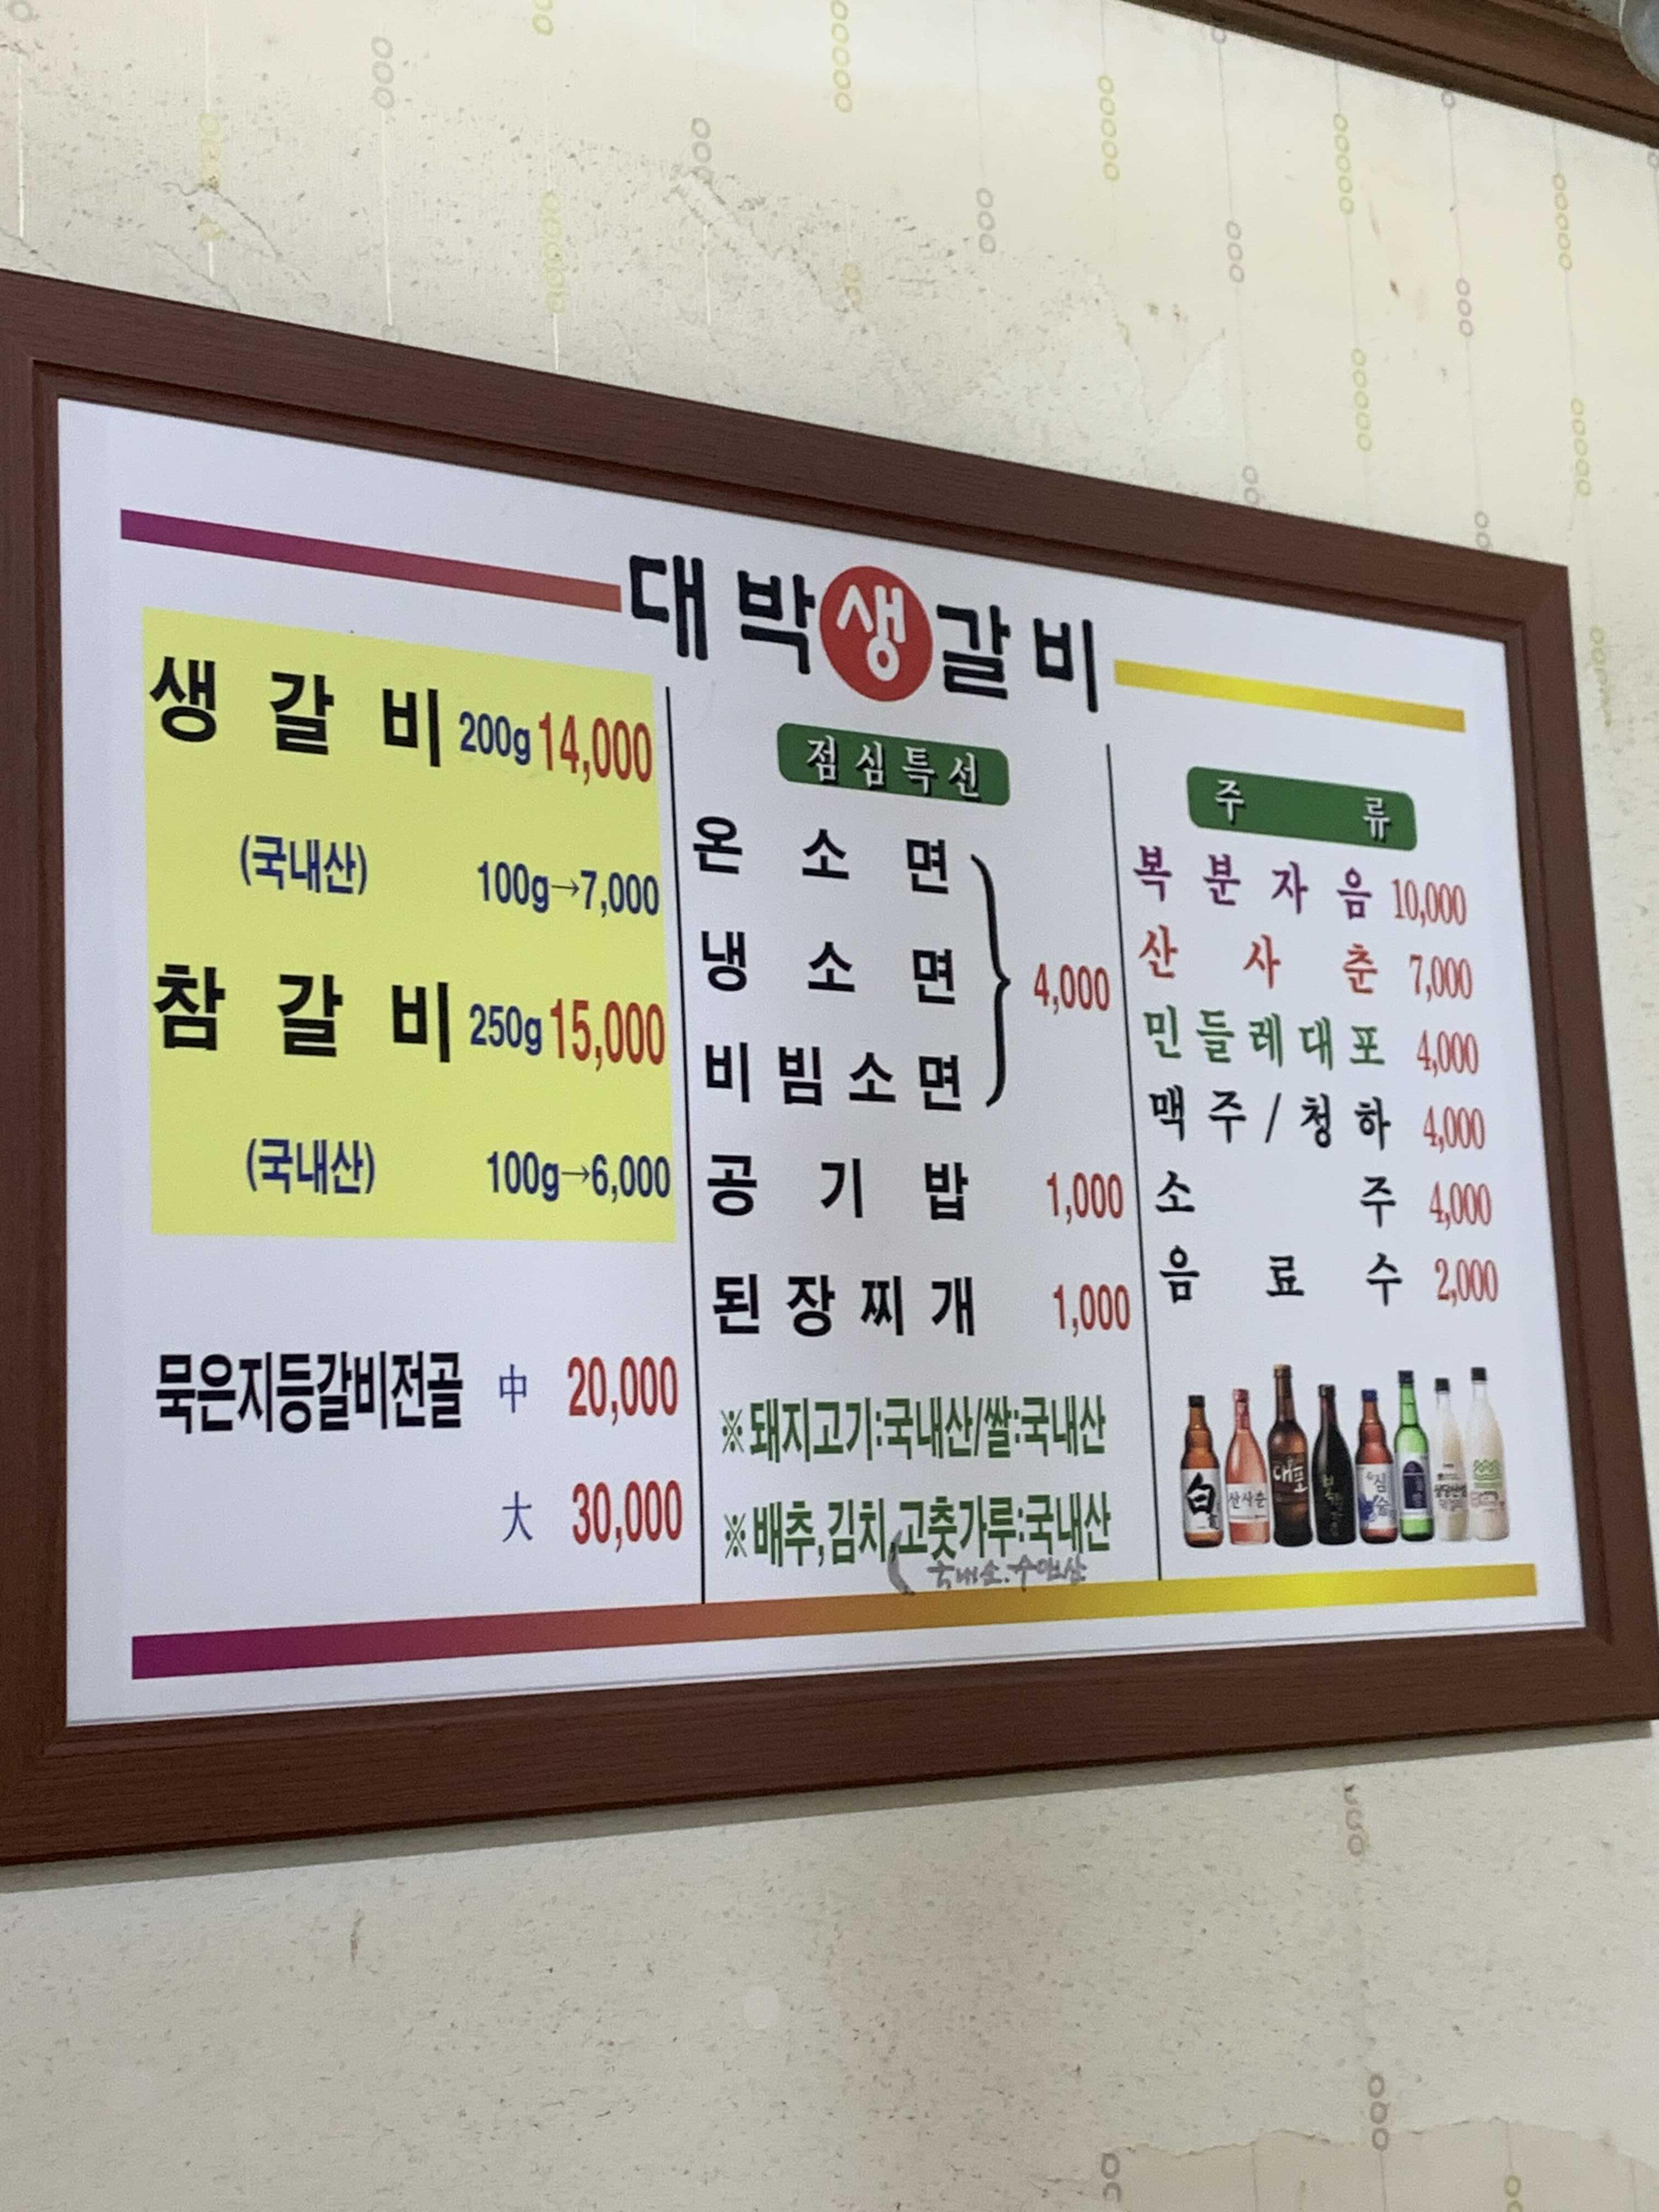 대박생갈비
생갈비 200g 14,000
(국내산) 100g→7,000
참갈비 250g 15,000
(국내산) 100g→6,000
묵은지등갈비전골 中 20,000
大 30,000
점심특선
온소면
냉소면
비빔소면
4,000
공기밥 1,000
된장찌개 1,000
※돼지고기:국내산/쌀:국내산
※배추,김치,고춧가루:국내산
주류
복분자음 10,000
산사춘 7,000
민들레대포 4,000
맥주/청하 4,000
소주 4,000
음료수 2,000
白
산사춘
대포